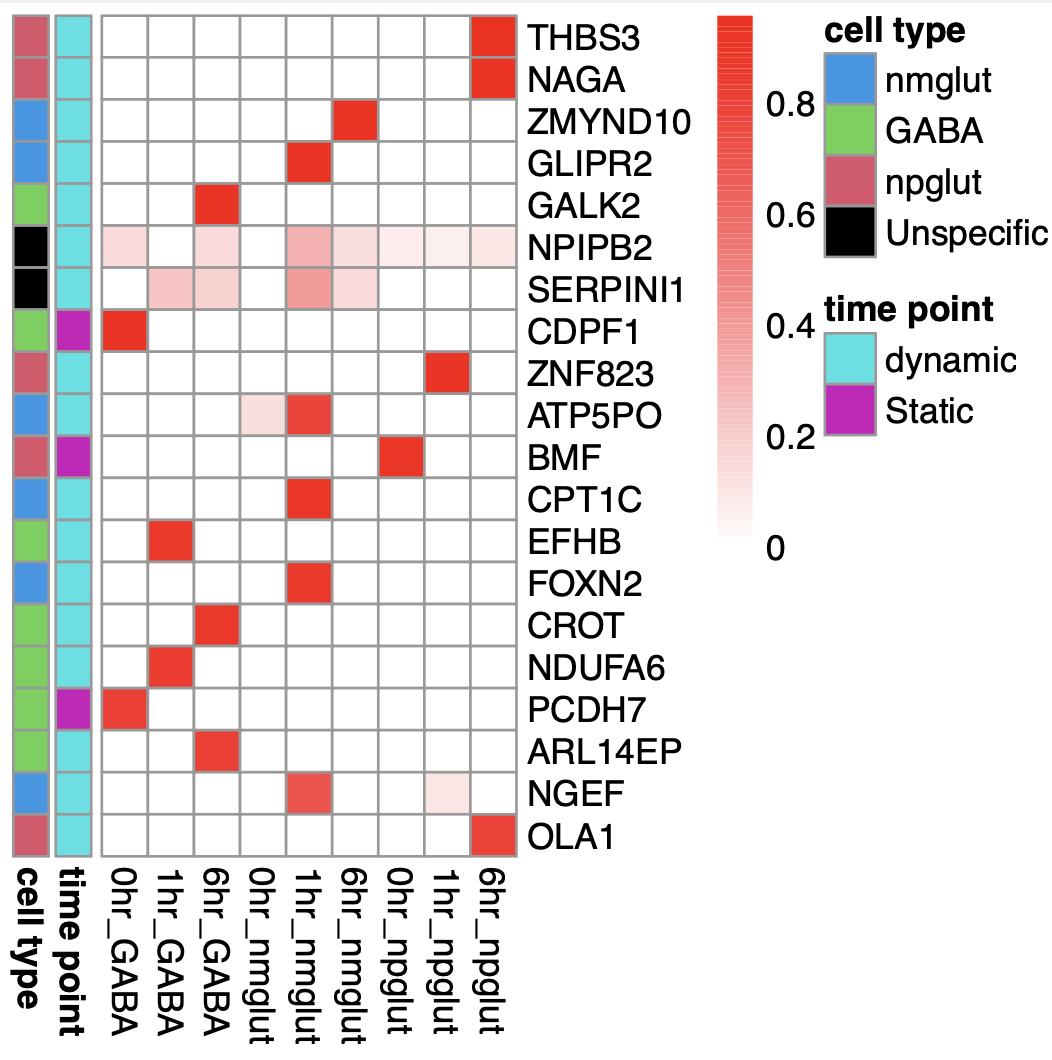 THBS3
NAGA
ZMYND10
GLIPR2
GALK2
NPIPB2
SERPINI1
CDPF1
ZNF823
ATP5PO
BMF
CPT1C
EFHB
FOXN2
CROT
NDUFA6
PCDH7
ARL14EP
NGEF
OLA1
0.8
0.6
0.4
0.2
0
cell type
nmglut
GABA
npglut
Unspecific
time point
dynamic
Static
cell type
time point
0hr_GABA
1hr_GABA
6hr_GABA
0hr_nmglut
1hr_nmglut
6hr_nmglut
0hr_npglut
1hr_npglut
6hr_npglut